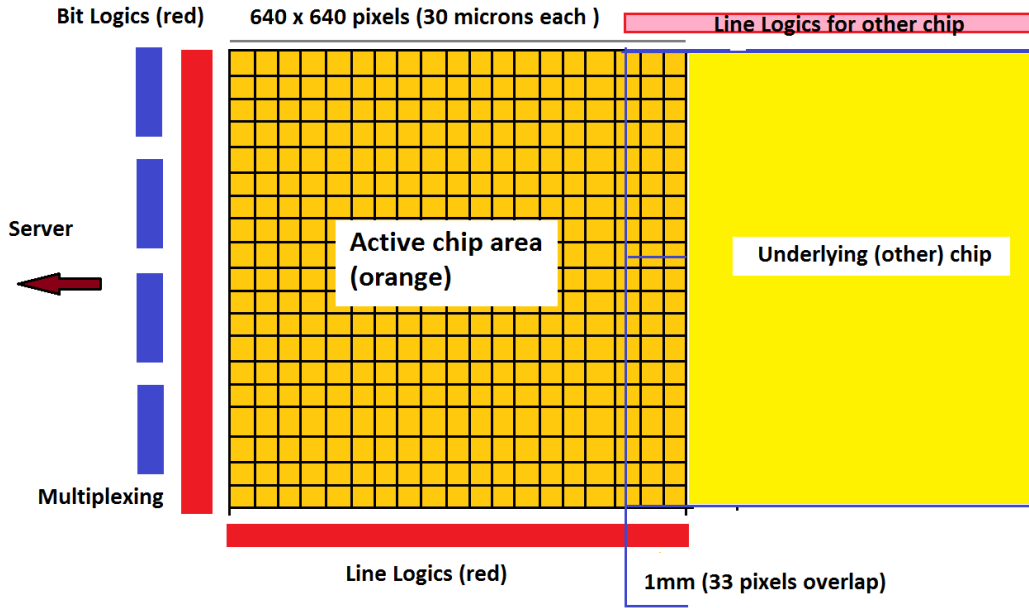 Bit Logics (red)
640 x 640 pixels (30 microns each )
Line Logics for other chip
Server
Active chip area
(orange)
Underlying (other) chip
Multiplexing
Line Logics (red)
1mm (33 pixels overlap)